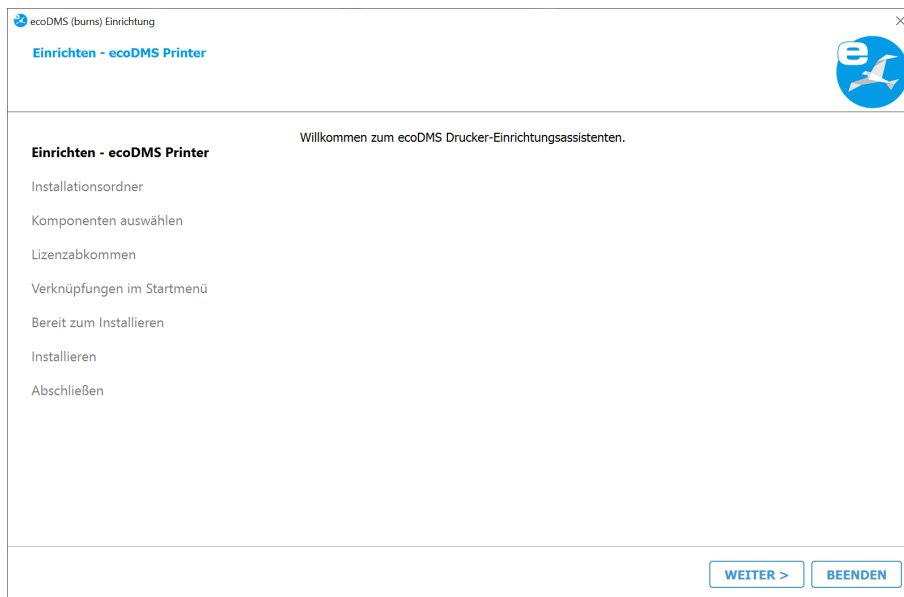 ecoDMS (burns) Einrichtung
Einrichten - ecoDMS Printer
e
Willkommen zum ecoDMS Drucker-Einrichtungsassistenten.
Einrichten - ecoDMS Printer
Installationsordner
Komponenten auswählen
Lizenzabkommen
Verknüpfungen im Startmenü
Bereit zum Installieren
Installieren
Abschließen
WEITER >
BEENDEN